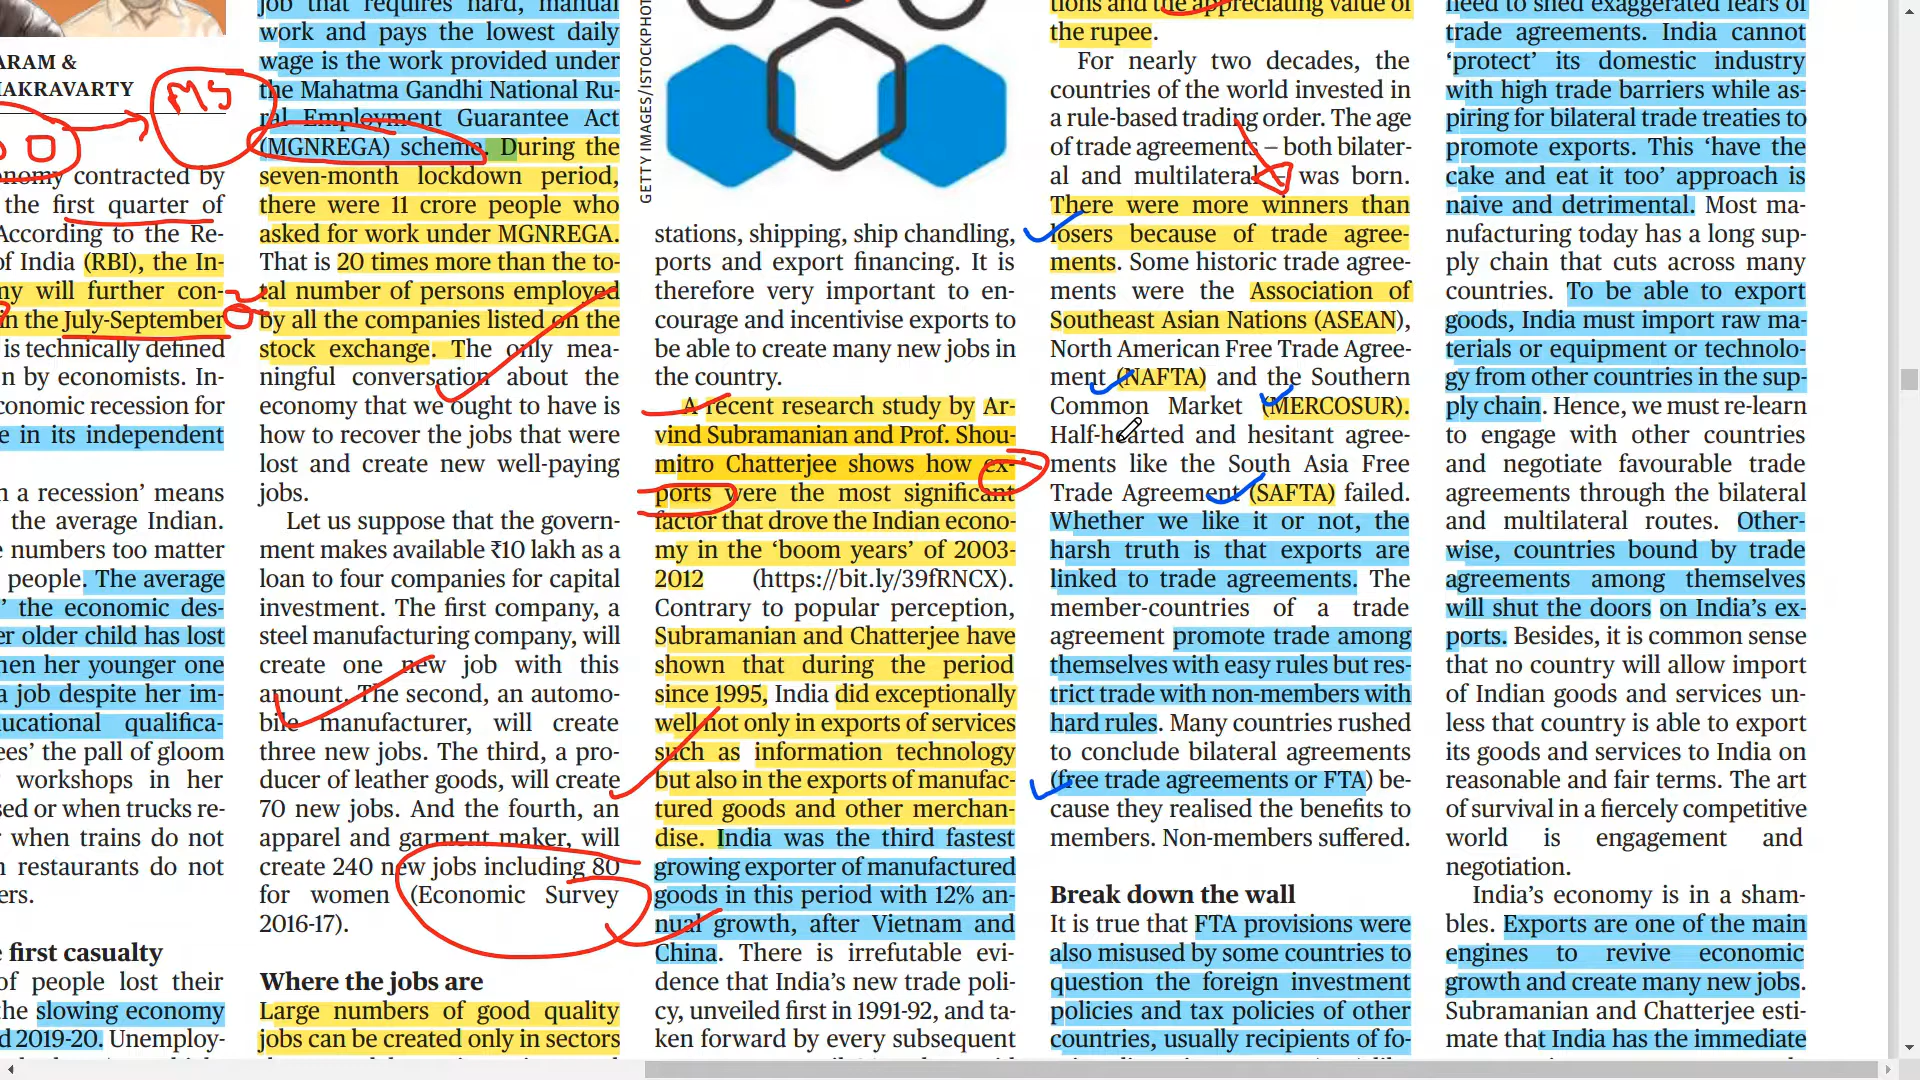 ARAM &
HAKRAVARTY
MS
onomy contracted by
the first quarter of
According to the Re-
of India (RBI), the In-
ny will further con-
in the July-September
is technically defined
n by economists. In-
conomic recession for
e in its independent
n a recession’ means
the average Indian.
e numbers too matter
people. The average
’ the economic des-
er older child has lost
hen her younger one
a job despite her im-
ducational qualifica-
ees’ the pall of gloom
workshops in her
sed or when trucks re-
when trains do not
n restaurants do not
ers.
e first casualty
of people lost their
the slowing economy
d 2019-20. Unemploy-
job that requires hard, manual
work and pays the lowest daily
wage is the work provided under
the Mahatma Gandhi National Ru-
ral Employment Guarantee Act
(MGNREGA) scheme. During the
seven-month lockdown period,
there were 11 crore people who
asked for work under MGNREGA.
That is 20 times more than the to-
tal number of persons employed
by all the companies listed on the
stock exchange. The only mea-
ningful conversation about the
economy that we ought to have is
how to recover the jobs that were
lost and create new well-paying
jobs.
Let us suppose that the govern-
ment makes available ₹10 lakh as a
loan to four companies for capital
investment. The first company, a
steel manufacturing company, will
create one new job with this
amount. The second, an automo-
bile manufacturer, will create
three new jobs. The third, a pro-
ducer of leather goods, will create
70 new jobs. And the fourth, an
apparel and garment maker, will
create 240 new jobs including 80
for women (Economic Survey
2016-17).
Where the jobs are
Large numbers of good quality
jobs can be created only in sectors
GETTY IMAGES/ISTOCKPHOT
stations, shipping, ship chandling,
ports and export financing. It is
therefore very important to en-
courage and incentivise exports to
be able to create many new jobs in
the country.
A recent research study by Ar-
vind Subramanian and Prof. Shou-
mitro Chatterjee shows how ex-
ports were the most significant
factor that drove the Indian econo-
my in the ‘boom years’ of 2003-
2012 (https://bit.ly/39fRNCX).
Contrary to popular perception,
Subramanian and Chatterjee have
shown that during the period
since 1995, India did exceptionally
well not only in exports of services
such as information technology
but also in the exports of manufac-
tured goods and other merchan-
dise. India was the third fastest
growing exporter of manufactured
goods in this period with 12% an-
nual growth, after Vietnam and
China. There is irrefutable evi-
dence that India’s new trade poli-
cy, unveiled first in 1991-92, and ta-
ken forward by every subsequent
tions and the appreciating value of
the rupee.
For nearly two decades, the
countries of the world invested in
a rule-based trading order. The age
of trade agreements – both bilater-
al and multilateral – was born.
There were more winners than
losers because of trade agree-
ments. Some historic trade agree-
ments were the Association of
Southeast Asian Nations (ASEAN),
North American Free Trade Agree-
ment (NAFTA) and the Southern
Common Market (MERCOSUR).
Half-hearted and hesitant agree-
ments like the South Asia Free
Trade Agreement (SAFTA) failed.
Whether we like it or not, the
harsh truth is that exports are
linked to trade agreements. The
member-countries of a trade
agreement promote trade among
themselves with easy rules but res-
trict trade with non-members with
hard rules. Many countries rushed
to conclude bilateral agreements
(free trade agreements or FTA) be-
cause they realised the benefits to
members. Non-members suffered.
Break down the wall
It is true that FTA provisions were
also misused by some countries to
question the foreign investment
policies and tax policies of other
countries, usually recipients of fo-
need to shed exaggerated fears of
trade agreements. India cannot
‘protect’ its domestic industry
with high trade barriers while as-
piring for bilateral trade treaties to
promote exports. This ‘have the
cake and eat it too’ approach is
naive and detrimental. Most ma-
nufacturing today has a long sup-
ply chain that cuts across many
countries. To be able to export
goods, India must import raw ma-
terials or equipment or technolo-
gy from other countries in the sup-
ply chain. Hence, we must re-learn
to engage with other countries
and negotiate favourable trade
agreements through the bilateral
and multilateral routes. Other-
wise, countries bound by trade
agreements among themselves
will shut the doors on India’s ex-
ports. Besides, it is common sense
that no country will allow import
of Indian goods and services un-
less that country is able to export
its goods and services to India on
reasonable and fair terms. The art
of survival in a fiercely competitive
world is engagement and
negotiation.
India’s economy is in a sham-
bles. Exports are one of the main
engines to revive economic
growth and create many new jobs.
Subramanian and Chatterjee esti-
mate that India has the immediate